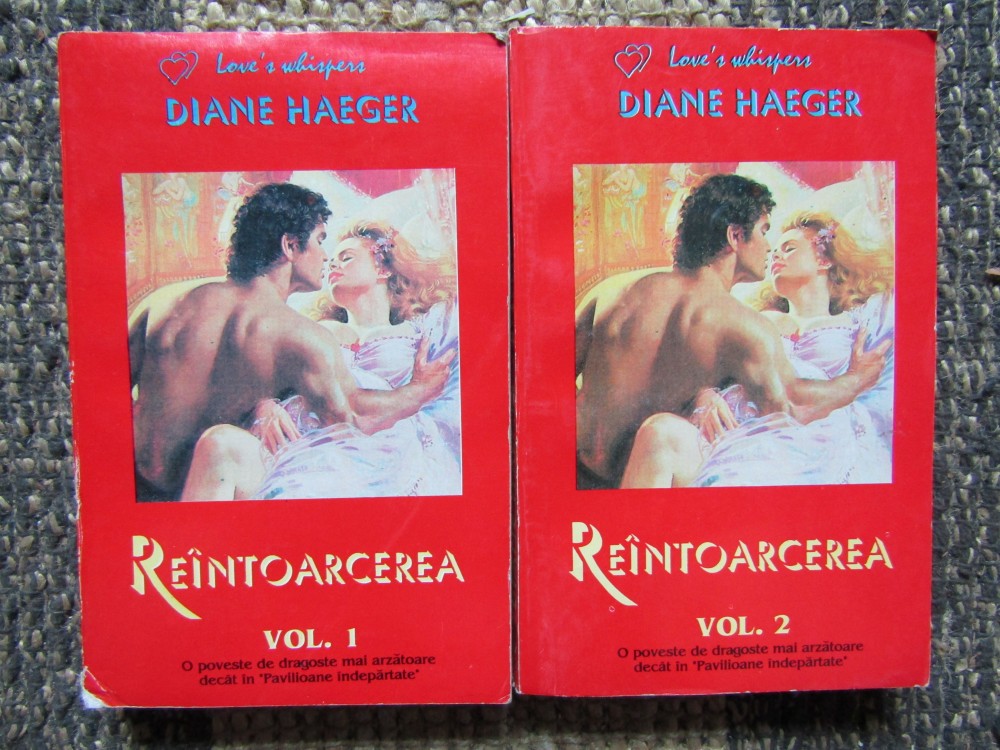 Love's whispers
DIANE HAEGER
REÎNTOARCEREA
VOL. 1
O poveste de dragoste mai arzătoare
decât în "Pavilioane îndepărtate"
Love's whispers
DIANE HAEGER
REÎNTOARCEREA
VOL. 2
O poveste de dragoste mai arzătoare
decât în "Pavilioane îndepărtate"